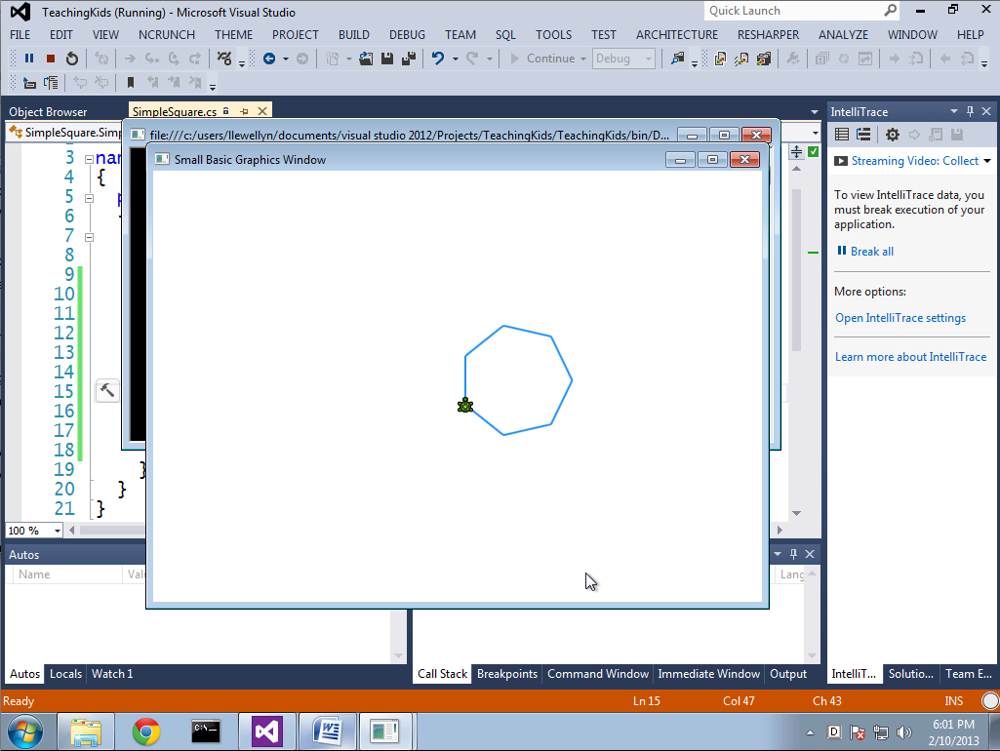 TeachingKids (Running) - Microsoft Visual Studio
Quick Launch
FILE EDIT VIEW NCRUNCH THEME PROJECT BUILD DEBUG TEAM SQL TOOLS TEST ARCHITECTURE RESHARPER ANALYZE WINDOW HELP
Continue Debug
Object Browser SimpleSquare.cs
IntelliTrace
SimpleSquare.Simp
file:///c:/users/llewellyn/documents/visual studio 2012/Projects/TeachingKids/TeachingKids/bin/D...
Small Basic Graphics Window
Streaming Video: Collect
3 nam
4 {
5
6
7
8
9
10
11
12
13
14
15
16
17
18
19 }
20 }
21 }
To view IntelliTrace data, you
must break execution of your
application.
Break all
More options:
Open IntelliTrace settings
Learn more about IntelliTrace
100 %
Autos
Name Valu
Lang
Autos Locals Watch 1
Call Stack Breakpoints Command Window Immediate Window Output
IntelliT... Solutio... Team E...
Ready Ln 15 Col 47 Ch 43 INS
C:\.
D
6:01 PM
2/10/2013